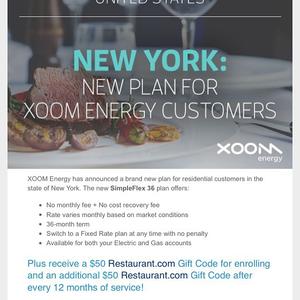 UNITED STATES
NEW YORK:
NEW PLAN FOR
XOOM ENERGY CUSTOMERS
XOOM
energy
XOOM Energy has announced a brand new plan for residential customers in the
state of New York. The new SimpleFlex 36 plan offers:
• No monthly fee + No cost recovery fee
• Rate varies monthly based on market conditions
• 36-month term
• Switch to a Fixed Rate plan at any time with no penalty
• Available for both your Electric and Gas accounts
Plus receive a $50 Restaurant.com Gift Code for enrolling
and an additional $50 Restaurant.com Gift Code after
every 12 months of service!